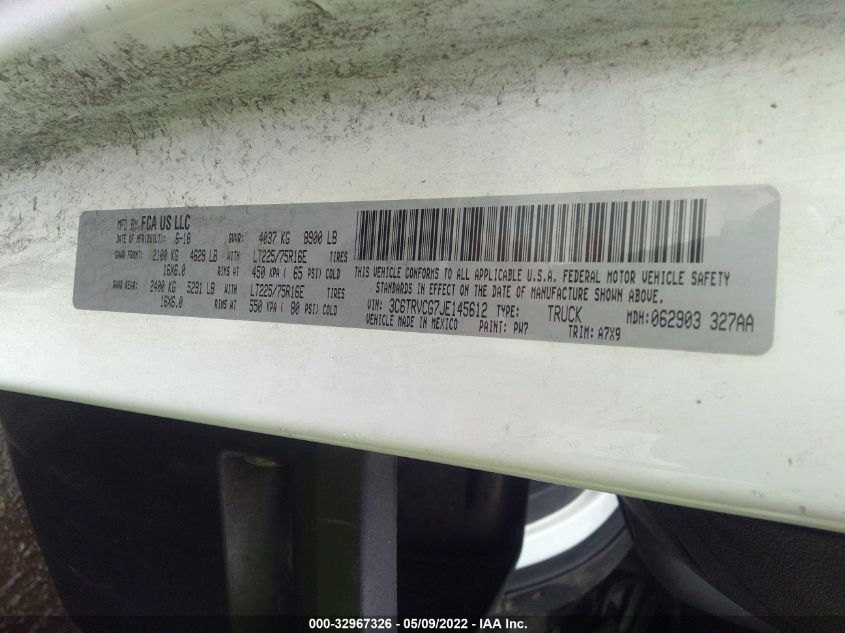 MFD BY FCA US LLC
DATE OF MFR(BUILT): 6-18 GVWR: 4037 KG 8900 LB
GAWR FRONT: 2100 KG 4629 LB WITH LT225/75R16E TIRES
16X6.0 RIMS AT 450 KPA ( 65 PSI) COLD
GAWR REAR: 2400 KG 5291 LB WITH LT225/75R16E TIRES
16X6.0 RIMS AT 550 KPA ( 80 PSI) COLD
THIS VEHICLE CONFORMS TO ALL APPLICABLE U.S.A. FEDERAL MOTOR VEHICLE SAFETY
STANDARDS IN EFFECT ON THE DATE OF MANUFACTURE SHOWN ABOVE.
VIN: 3C6TRVCG7JE145612 TYPE: TRUCK MDH: 062903 327AA
VEHICLE MADE IN MEXICO PAINT: PW7 TRIM: A7X9
000-32967326 - 05/09/2022 - IAA Inc.